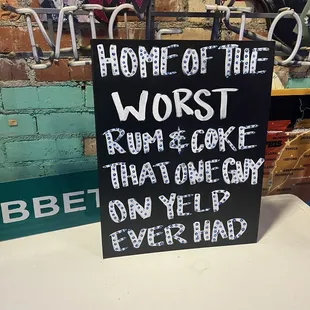 HOME OF THE
WORST
RUM & COKE
THAT ONE GUY
ON YELP
EVER HAD
BBET